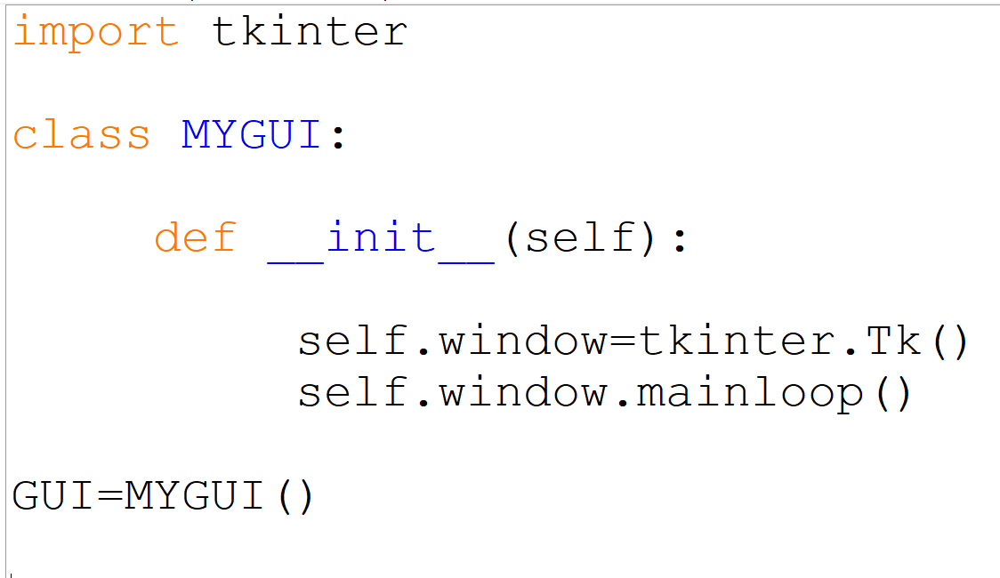 import tkinter
class MYGUI:
def __init__(self):
self.window=tkinter.Tk()
self.window.mainloop()
GUI=MYGUI()